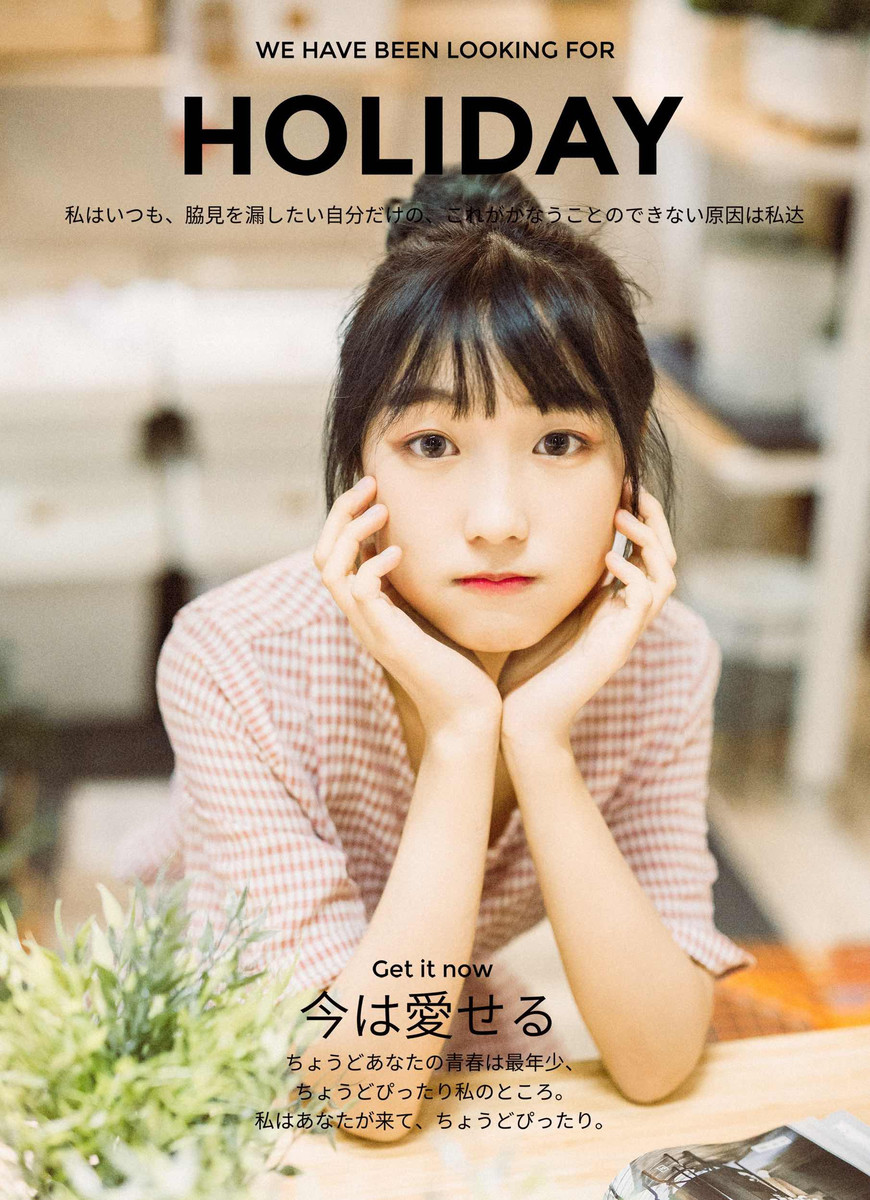 WE HAVE BEEN LOOKING FOR
HOLIDAY
私はいつも、脇見を漏したい自分だけの、これがかなうことのできない原因は私达
Get it now
今は愛せる
ちょうどあなたの青春は最年少、
ちょうどぴったり私のところ。
私はあなたが来て、ちょうどぴったり。